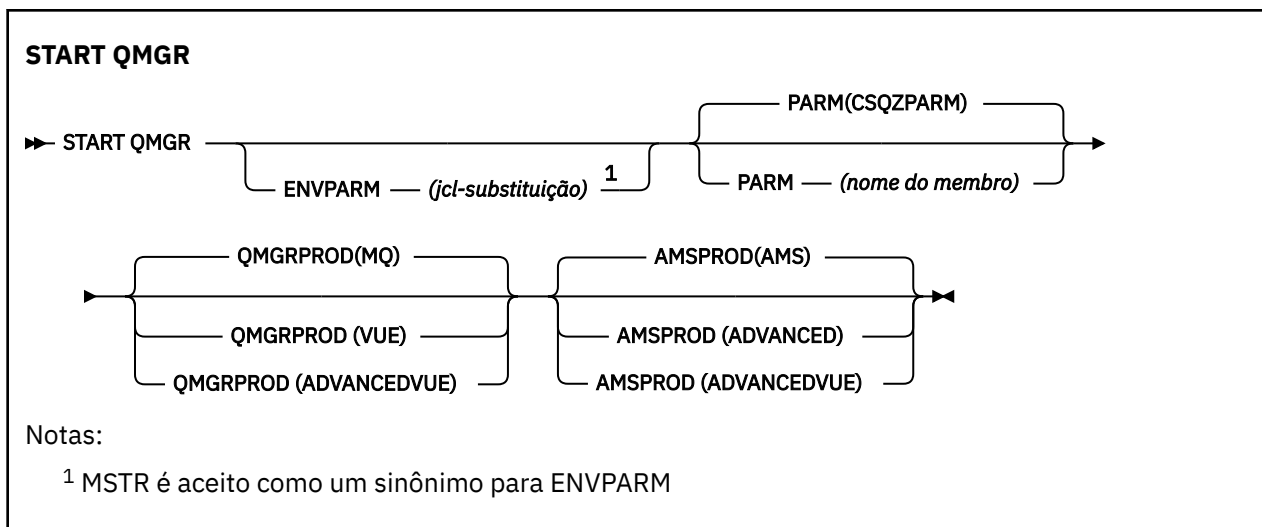 START QMGR
PARM(CSQZPARM)
START QMGR
ENVPARM (jcl-substituição) 1
PARM (nome do membro)
QMGRPROD(MQ) AMSPROD(AMS)
QMGRPROD (VUE) AMSPROD (ADVANCED)
QMGRPROD (ADVANCEDVUE) AMSPROD (ADVANCEDVUE)
Notas:
1 MSTR é aceito como um sinônimo para ENVPARM